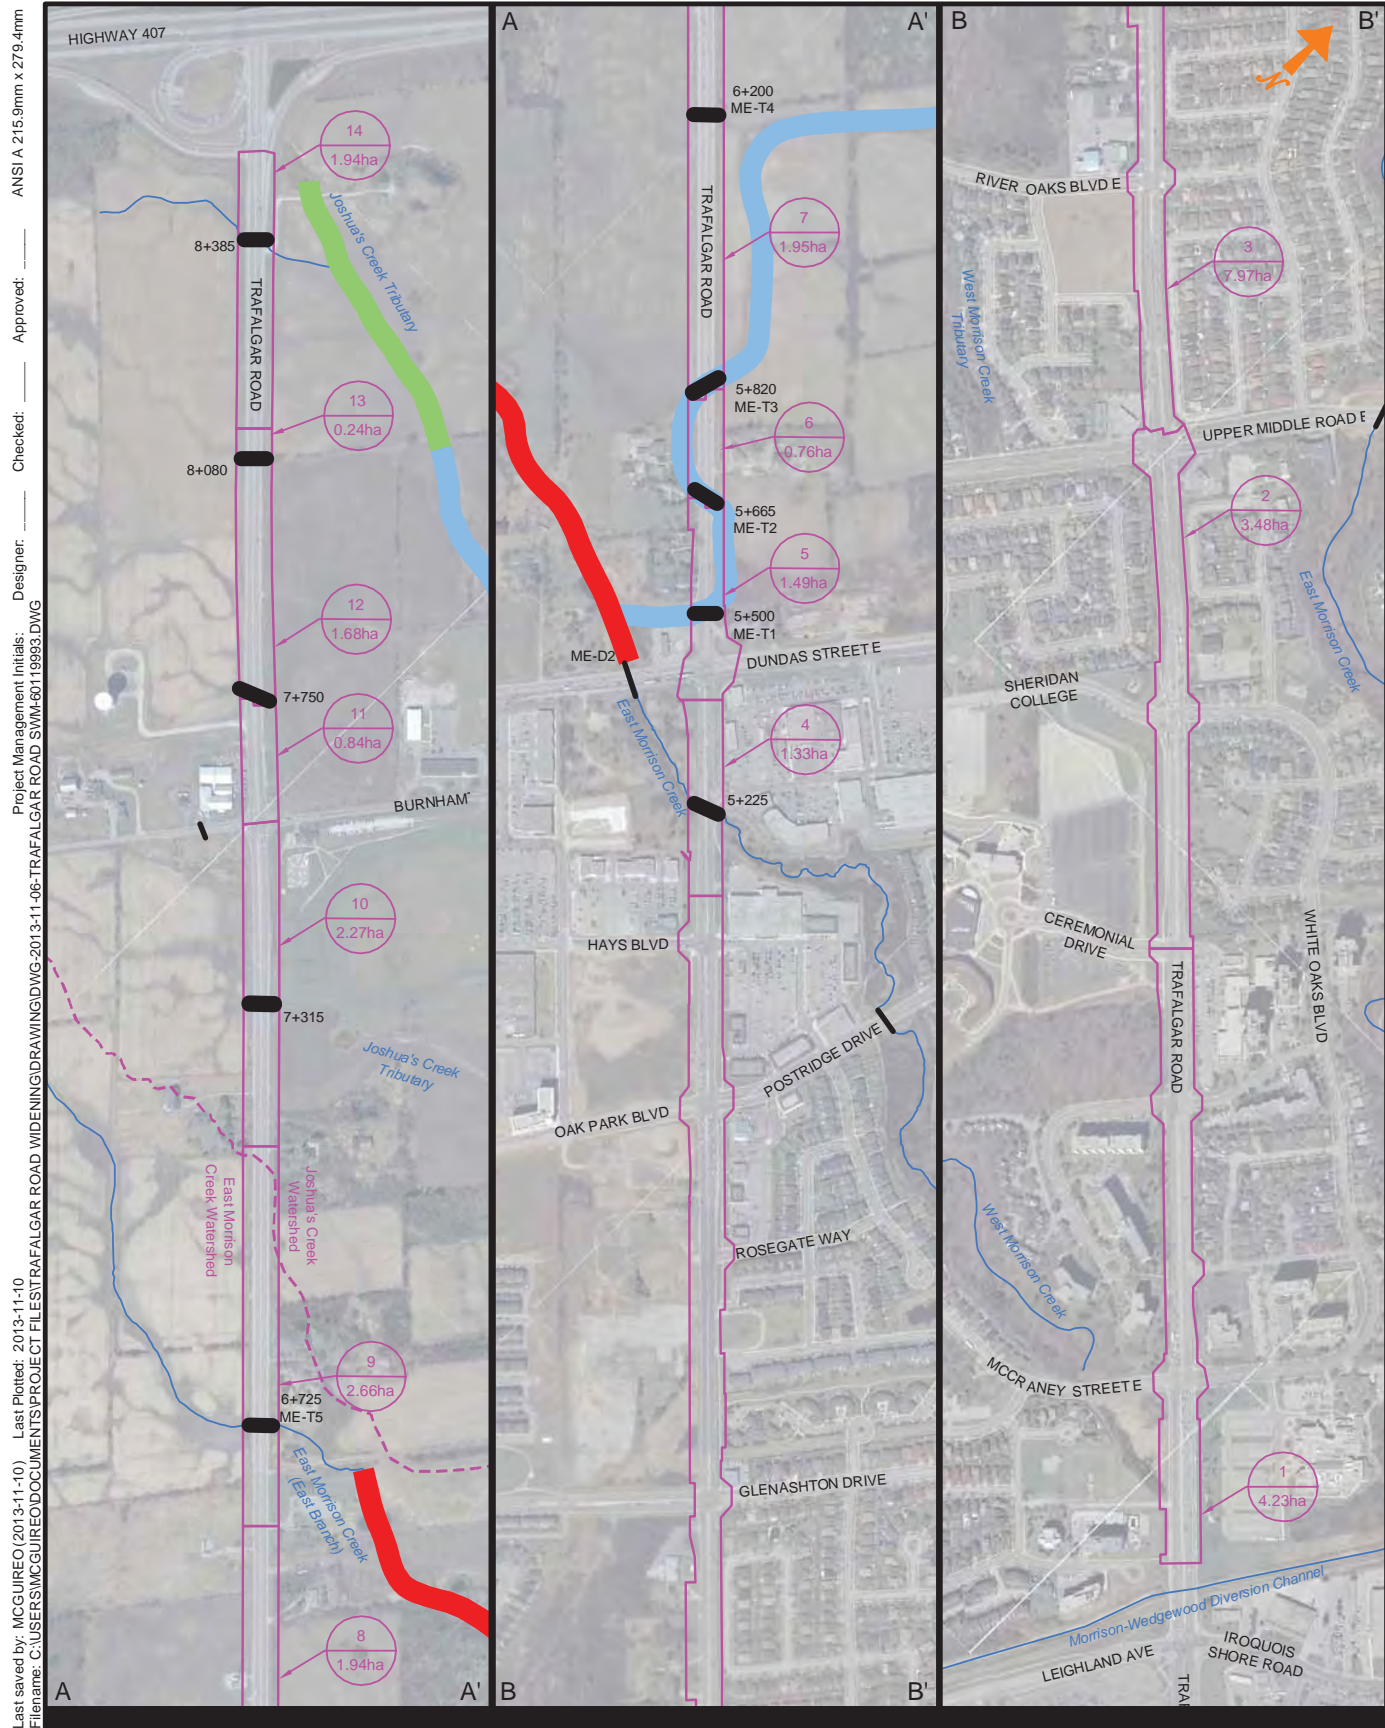 ANSI A 215.9mm x 279.4mm
Approved: ____
Checked: ____
Designer: ____
Project Management Initials:
Last Plotted: 2013-11-10
Last saved by: MCGUIREO(2013-11-10)
Filename: C:\USERS\MCGUIREO\DOCUMENTS\PROJECT FILES\TRAFALGAR ROAD WIDENING\DRAWING\DWG-2013-11-06-TRAFALGAR ROAD SWM-60119993.DWG
HIGHWAY 407
14
1.94ha
Joshua's Creek Tributary
8+385
TRAFALGAR ROAD
13
0.24ha
8+080
12
1.68ha
7+750
11
0.84ha
BURNHAMT
10
2.27ha
7+315
Joshua's Creek
Tributary
East Morrison
Creek Watershed
Joshua's Creek
Watershed
9
2.66ha
6+725
ME-T5
East Morrison Creek
(East Branch)
8
1.94ha
A
A'
A
A'
6+200
ME-T4
TRAFALGAR ROAD
7
1.95ha
5+820
ME-T3
6
0.76ha
5+665
ME-T2
5
1.49ha
5+500
ME-T1
ME-D2
DUNDAS STREET E
East Morrison Creek
4
1.33ha
5+225
HAYS BLVD
POSTRIDGE DRIVE
OAK PARK BLVD
ROSEGATE WAY
GLENASHTON DRIVE
B
B'
B
B'
N
RIVER OAKS BLVD E
3
7.97ha
West Morrison Creek
Tributary
UPPER MIDDLE ROAD E
2
3.48ha
East Morrison Creek
SHERIDAN
COLLEGE
CEREMONIAL
DRIVE
WHITE OAKS BLVD
TRAFALGAR ROAD
West Morrison Creek
MCCRANEY STREET E
1
4.23ha
Morrison-Wedgewood Diversion Channel
LEIGHLAND AVE
IROQUOIS
SHORE ROAD
TRAF